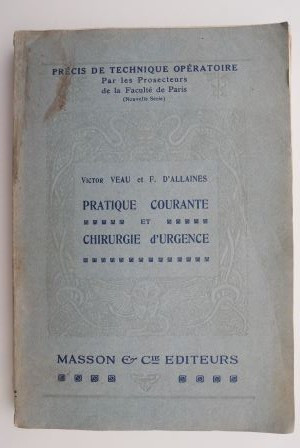 PRÉCIS DE TECHNIQUE OPÉRATOIRE
Par les Prosecteurs
de la Faculté de Paris
(Nouvelle Série)
VICTOR VEAU et F. D'ALLAINES
PRATIQUE COURANTE
ET
CHIRURGIE d'URGENCE
MASSON & CIE EDITEURS